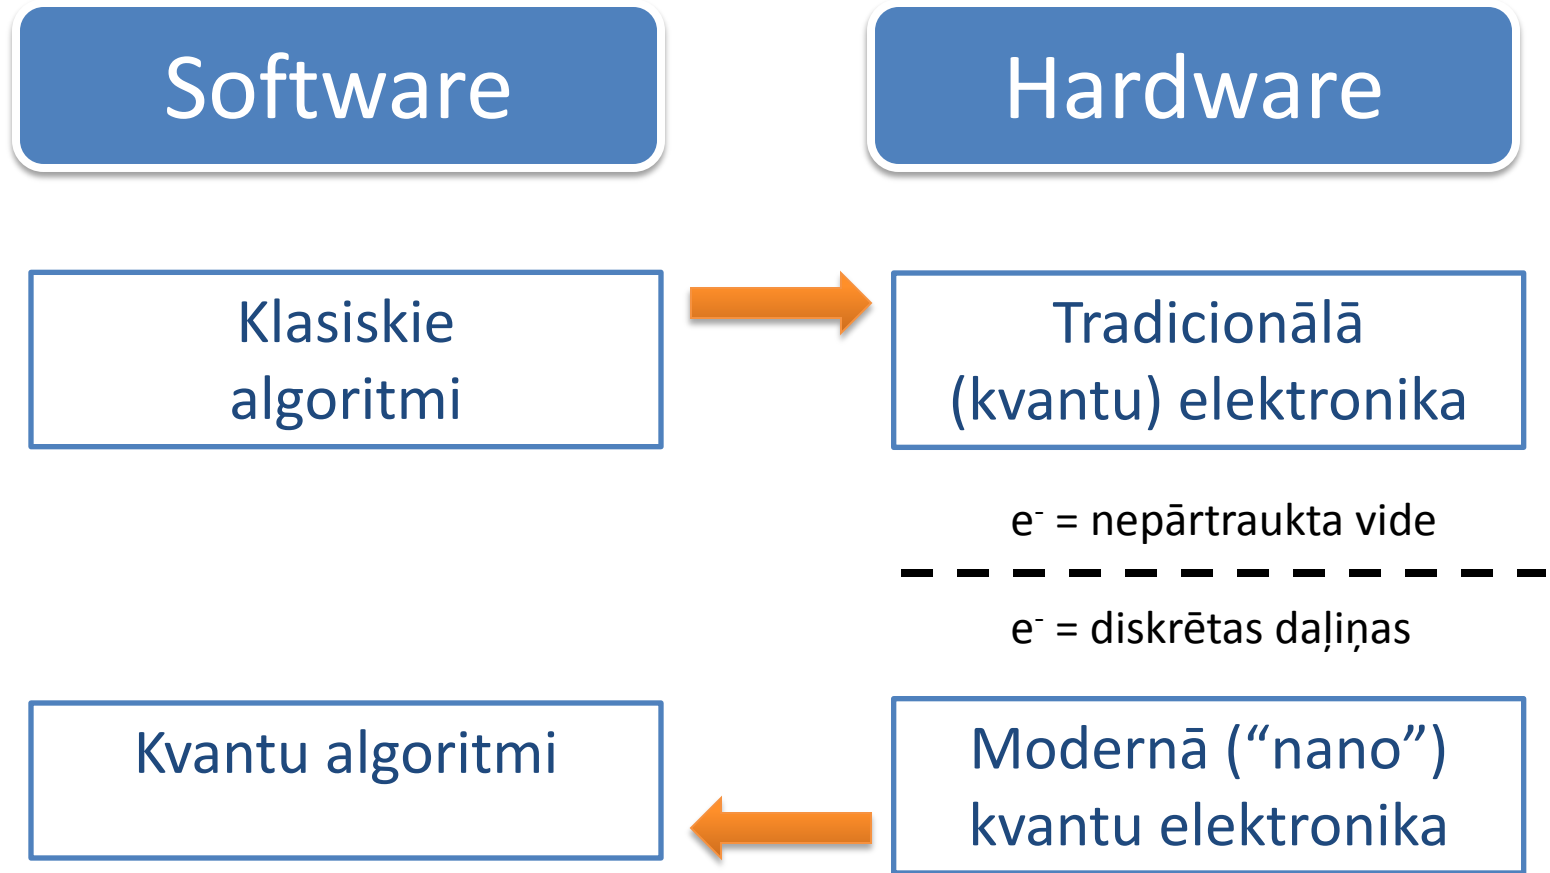 Software
Hardware
Klasiskie
algoritmi
Tradicionālā
(kvantu) elektronika
e⁻ = nepārtraukta vide
e⁻ = diskrētas daļiņas
Kvantu algoritmi
Modernā (“nano”)
kvantu elektronika